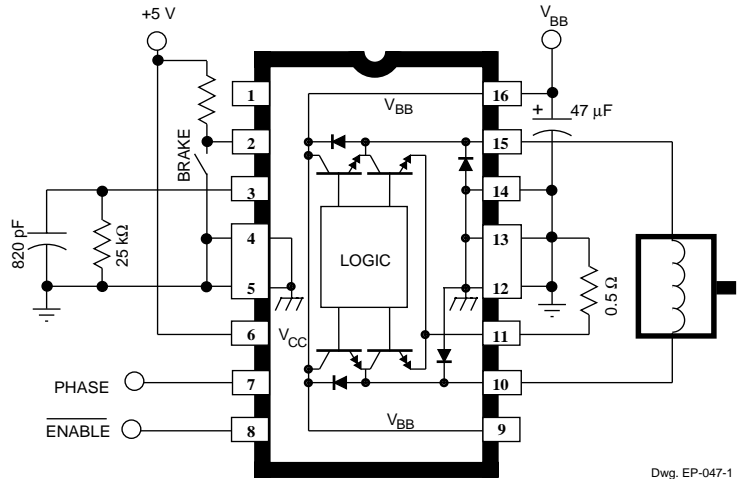 +5 V
V_BB
1
16
V_BB
+
47 µF
2
15
BRAKE
3
14
820 pF
25 kΩ
4
13
LOGIC
5
12
0.5 Ω
6
V_CC
11
PHASE
7
10
ENABLE
8
V_BB
9
Dwg. EP-047-1